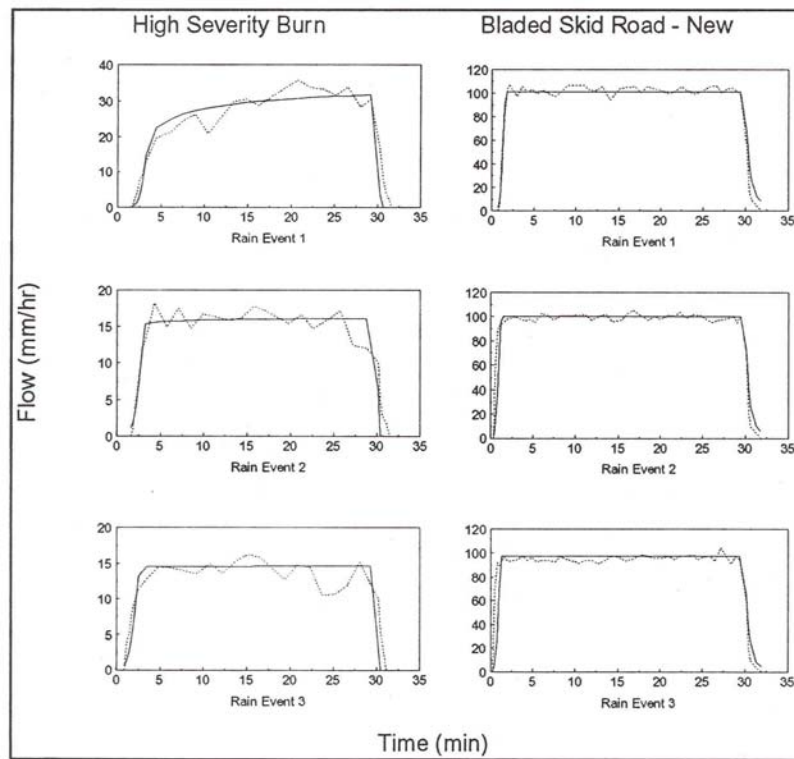 High Severity Burn
Bladed Skid Road - New
40
30
20
10
0
0 5 10 15 20 25 30 35
Rain Event 1
120
100
80
60
40
20
0
0 5 10 15 20 25 30 35
Rain Event 1
Flow (mm/hr)
20
15
10
5
0
0 5 10 15 20 25 30 35
Rain Event 2
120
100
80
60
40
20
0
0 5 10 15 20 25 30 35
Rain Event 2
20
15
10
5
0
0 5 10 15 20 25 30 35
Rain Event 3
120
100
80
60
40
20
0
0 5 10 15 20 25 30 35
Rain Event 3
Time (min)